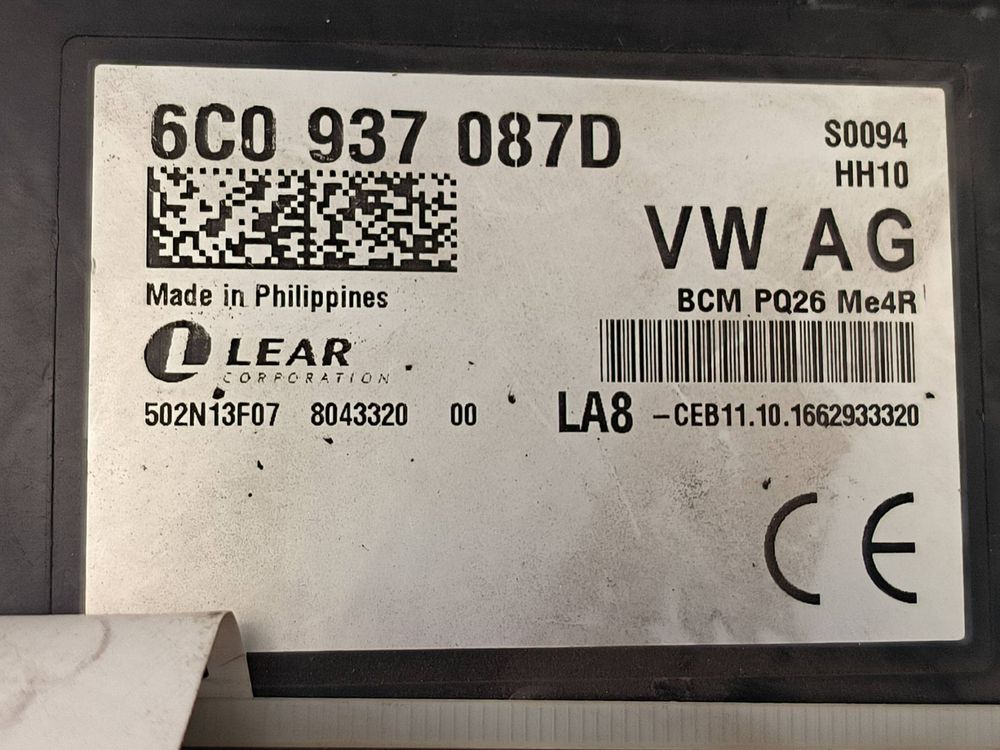 6C0 937 087D
S0094
HH10
VW AG
Made in Philippines
BCM PQ26 Me4R
L LEAR
CORPORATION
502N13F07 8043320 00
LA8 -CEB11.10.1662933320
CE